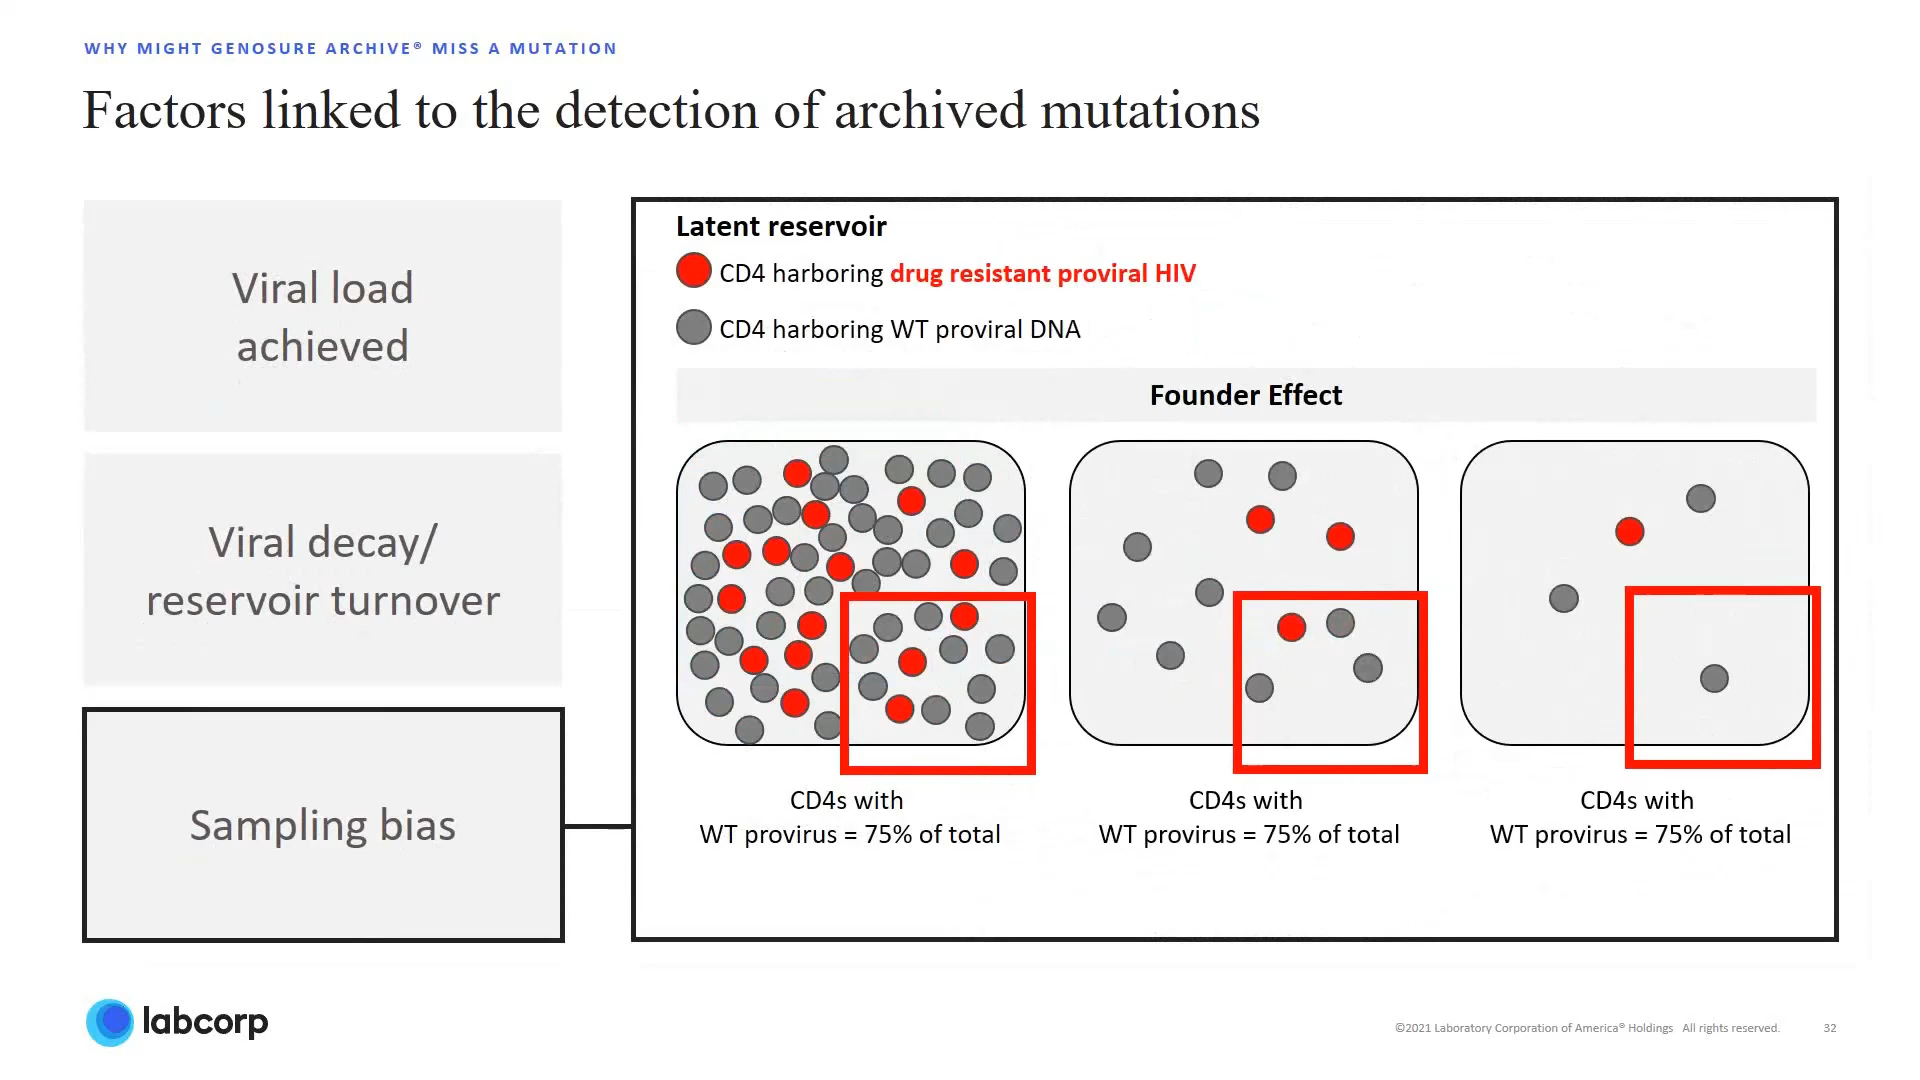 WHY MIGHT GENOSURE ARCHIVE® MISS A MUTATION
Factors linked to the detection of archived mutations
Viral load
achieved
Viral decay/
reservoir turnover
Sampling bias
Latent reservoir
CD4 harboring drug resistant proviral HIV
CD4 harboring WT proviral DNA
Founder Effect
CD4s with
WT provirus = 75% of total
CD4s with
WT provirus = 75% of total
CD4s with
WT provirus = 75% of total
labcorp
©2021 Laboratory Corporation of America® Holdings All rights reserved.
32